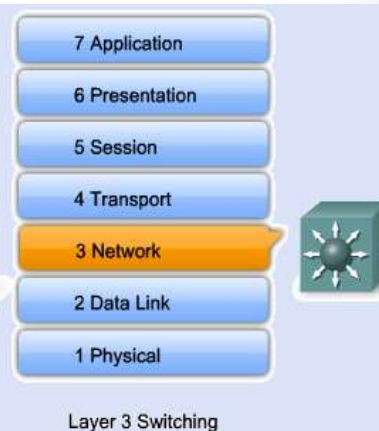 7 Application
6 Presentation
5 Session
4 Transport
3 Network
2 Data Link
1 Physical
Layer 3 Switching